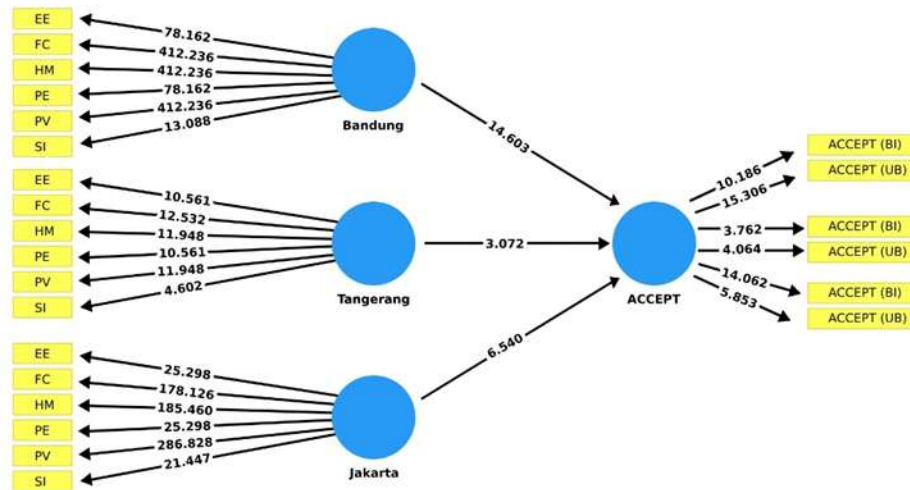 EE
FC
HM
PE
PV
SI
78.162
412.236
412.236
78.162
412.236
13.088
Bandung
14.603
EE
FC
HM
PE
PV
SI
10.561
12.532
11.948
10.561
11.948
4.602
Tangerang
3.072
EE
FC
HM
PE
PV
SI
25.298
178.126
185.460
25.298
286.828
21.447
Jakarta
6.540
ACCEPT
10.186
15.306
3.762
4.064
14.062
5.853
ACCEPT (BI)
ACCEPT (UB)
ACCEPT (BI)
ACCEPT (UB)
ACCEPT (BI)
ACCEPT (UB)